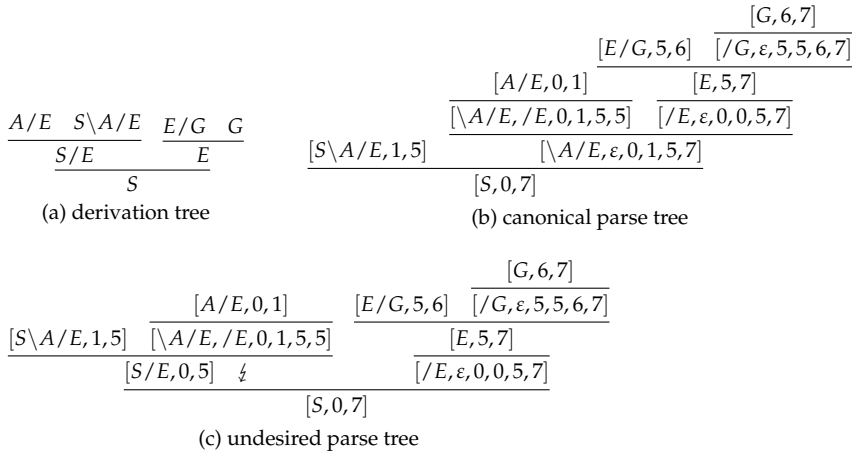 [G, 6, 7]
[E/G, 5, 6] [/G, ε, 5, 5, 6, 7]
[A/E, 0, 1] [E, 5, 7]
A/E S\A/E E/G G [\A/E, /E, 0, 1, 5, 5] [/E, ε, 0, 0, 5, 7]
S/E E [S\A/E, 1, 5] [\A/E, ε, 0, 1, 5, 7]
S [S, 0, 7]
(a) derivation tree (b) canonical parse tree
[G, 6, 7]
[A/E, 0, 1] [E/G, 5, 6] [/G, ε, 5, 5, 6, 7]
[S\A/E, 1, 5] [\A/E, /E, 0, 1, 5, 5] [E, 5, 7]
[S/E, 0, 5] ↯ [/E, ε, 0, 0, 5, 7]
[S, 0, 7]
(c) undesired parse tree